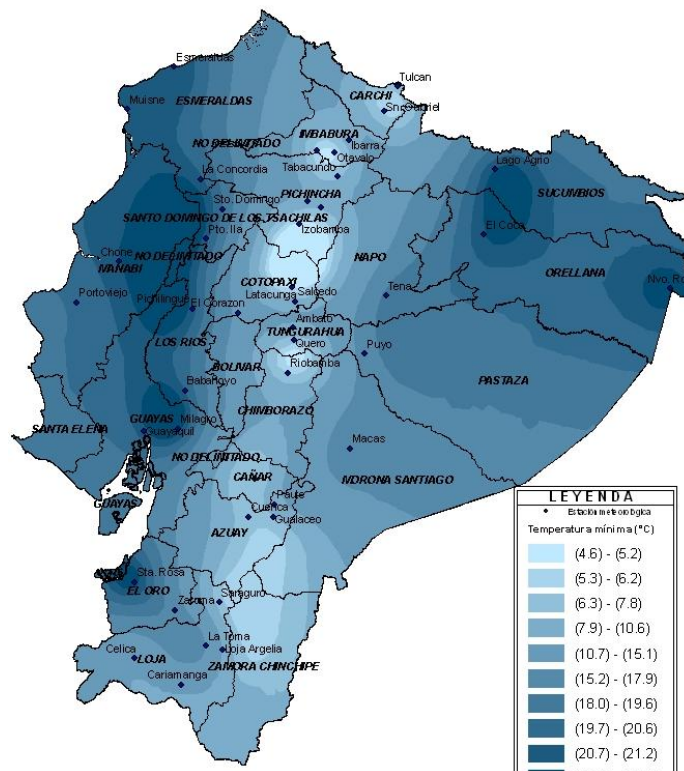 Esmeraldas
Tulcan
CARCHI
Muisne
ESMERALDAS
Sn. Gabriel
IMBABURA
NO DELIMITADO
Ibarra
Otavalo
Tabacundo
La Concordia
Lago Agrio
PICHINCHA
SUCUMBIOS
Sto. Domingo
SANTO DOMINGO DE LOS TSACHILAS
Izobamba
Pto. Ila
El Coca
NAPO
Chone
NO DELIMITADO
MANABI
ORELLANA
COTOPAXI
Latacunga
Salcedo
Tena
Nvo. Ro
Portoviejo
Pichilingue
El Corazon
Ambato
TUNGURAHUA
LOS RIOS
Quero
Puyo
BOLIVAR
Riobamba
PASTAZA
Babahoyo
CHIMBORAZO
GUAYAS
Milagro
SANTA ELENA
Guayaquil
Macas
NO DELIMITADO
CAÑAR
MORONA SANTIAGO
GUAYAS
Paute
Cuenca
AZUAY
Gualaceo
Sta. Rosa
EL ORO
Zaruma
Saraguro
La Toma
Celica
LOJA
Loja Argelia
ZAMORA CHINCHIPE
Cariamanga
LEYENDA
Estación meteorológica
Temperatura mínima (°C)
(4.6) - (5.2)
(5.3) - (6.2)
(6.3) - (7.8)
(7.9) - (10.6)
(10.7) - (15.1)
(15.2) - (17.9)
(18.0) - (19.6)
(19.7) - (20.6)
(20.7) - (21.2)